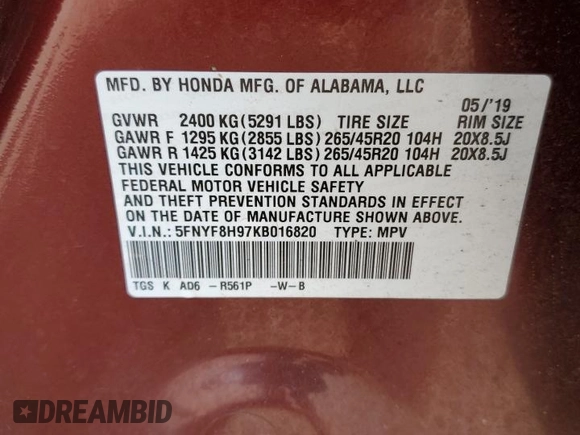 MFD. BY HONDA MFG. OF ALABAMA, LLC
05/'19
GVWR 2400 KG(5291 LBS) TIRE SIZE RIM SIZE
GAWR F 1295 KG(2855 LBS)265/45R20 104H 20X8.5J
GAWR R 1425 KG(3142 LBS)265/45R20 104H 20X8.5J
THIS VEHICLE CONFORMS TO ALL APPLICABLE
FEDERAL MOTOR VEHICLE SAFETY
AND THEFT PREVENTION STANDARDS IN EFFECT
ON THE DATE OF MANUFACTURE SHOWN ABOVE.
V.I.N.: 5FNYF8H97KB016820 TYPE: MPV
TGS K AD6 -R561P -W-B
DREAMBID